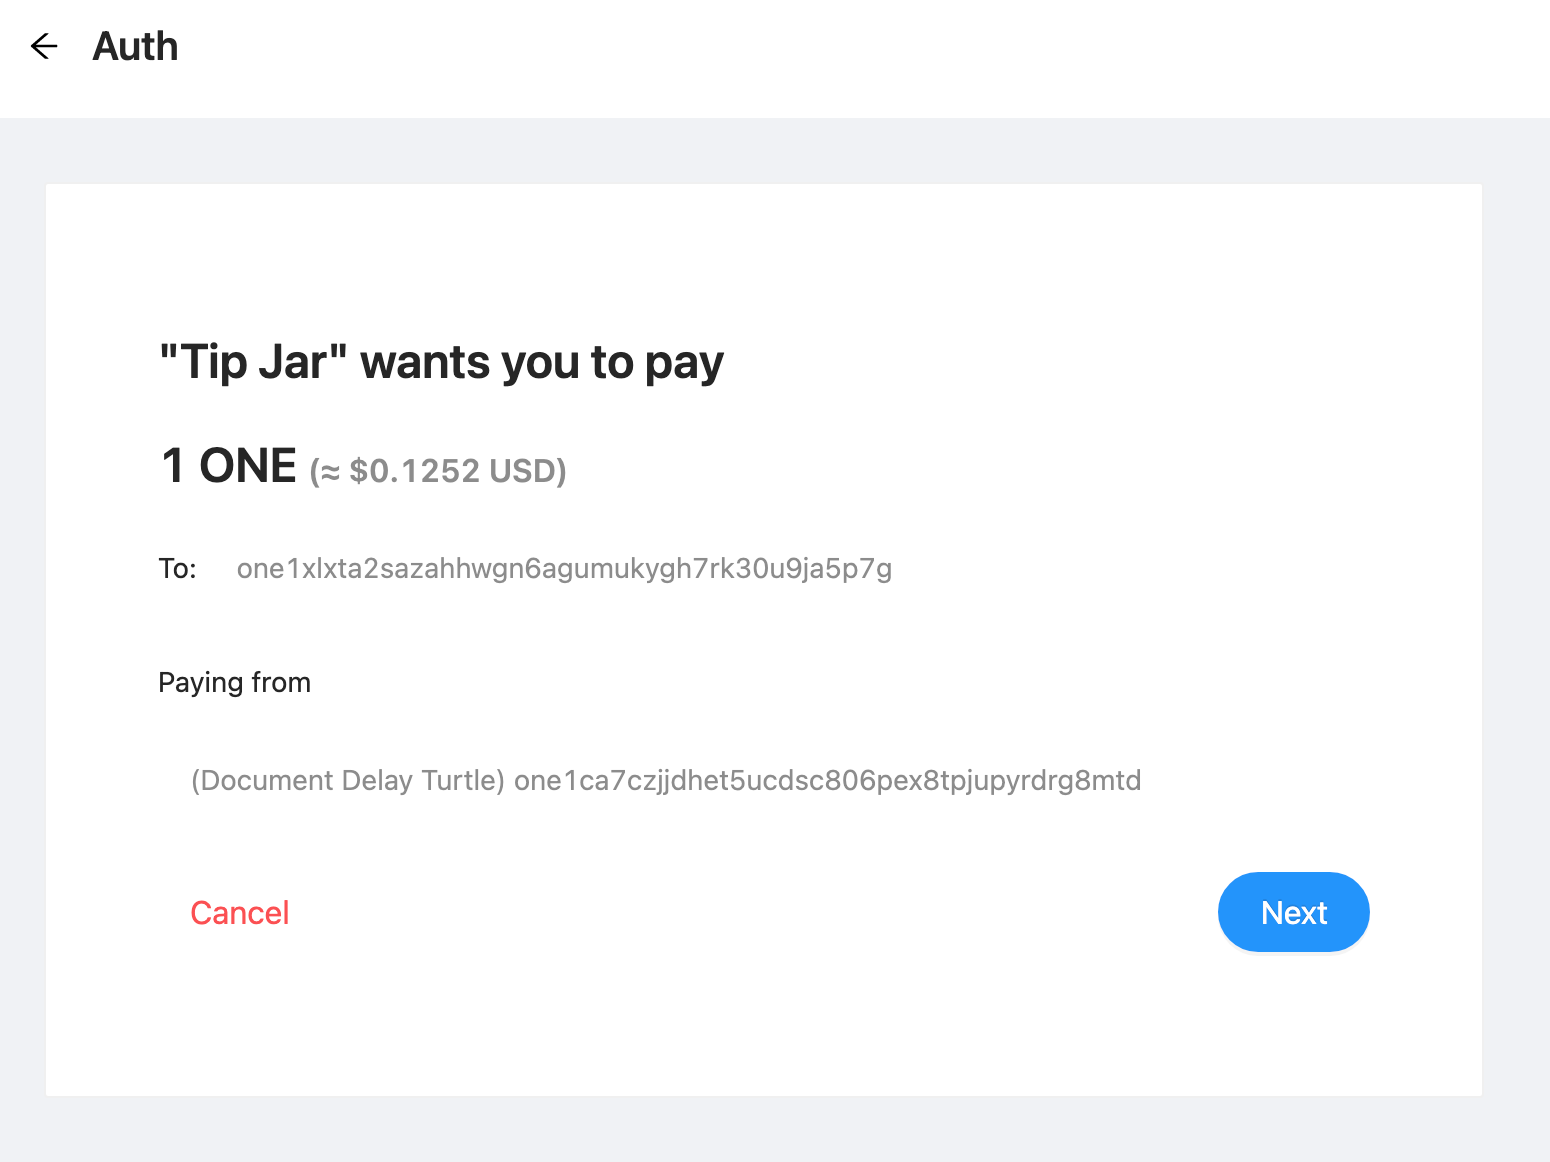 Auth
"Tip Jar" wants you to pay
1 ONE (≈ $0.1252 USD)
To: one1xlxta2sazahhwgn6agumukygh7rk30u9ja5p7g
Paying from
(Document Delay Turtle) one1ca7czjjdhet5ucdsc806pex8tpjupyrdrg8mtd
Cancel Next